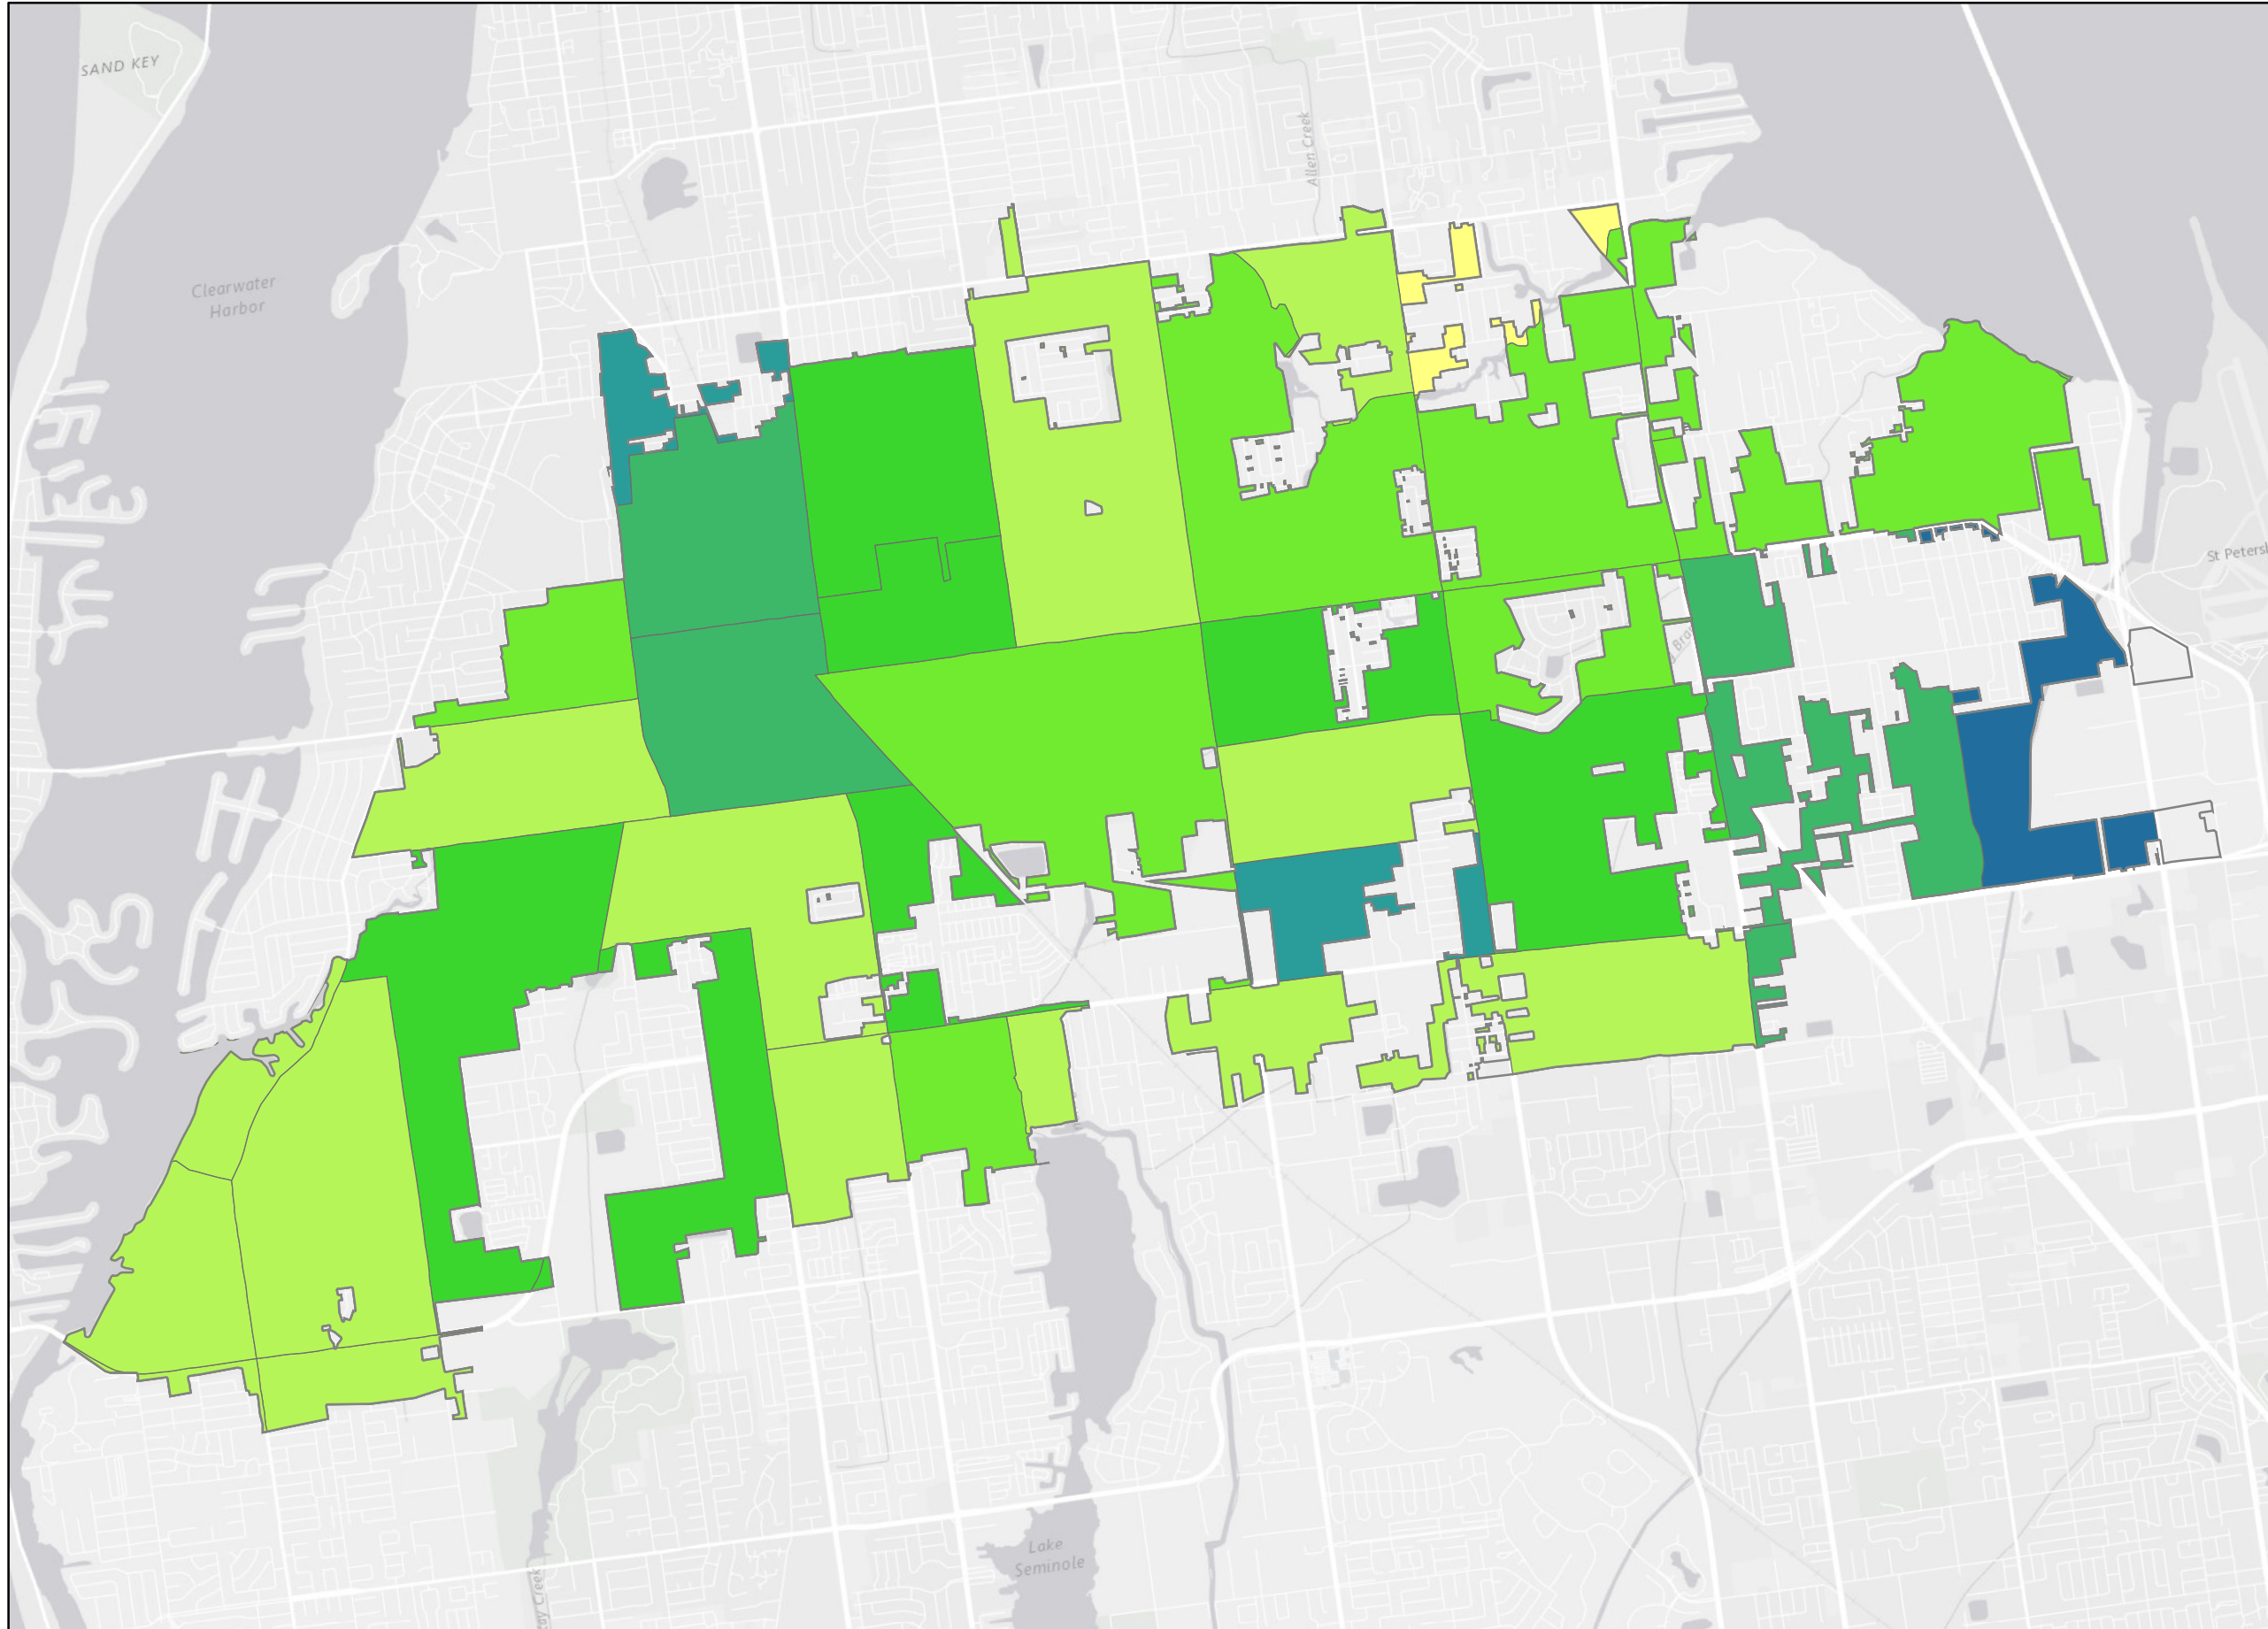 SAND KEY
Allen Creek
Clearwater
Harbor
St Petersb
Lake
Seminole